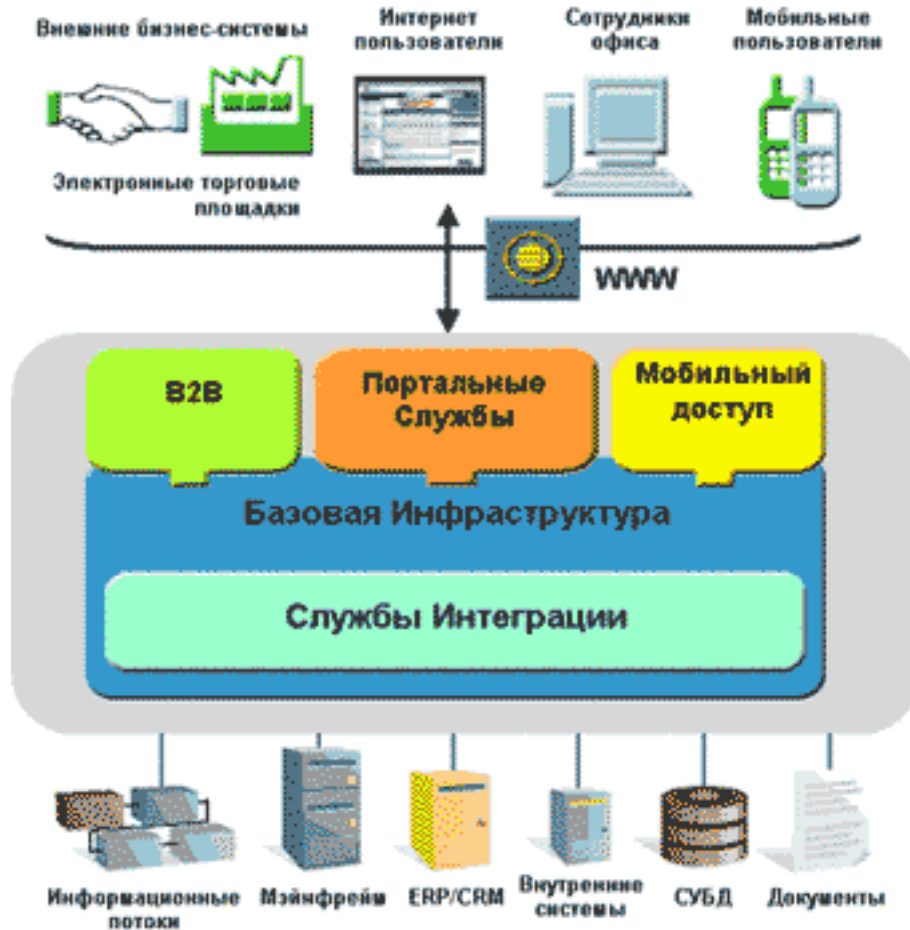 Внешние бизнес-системы
Интернет
пользователи
Сотрудники
офиса
Мобильные
пользователи
Электронные торговые
площадки
WWW
B2B
Портальные
Службы
Мобильный
доступ
Базовая Инфраструктура
Службы Интеграции
Информационные
потоки
Мэйнфрейм
ERP/CRM
Внутренние
системы
СУБД
Документы